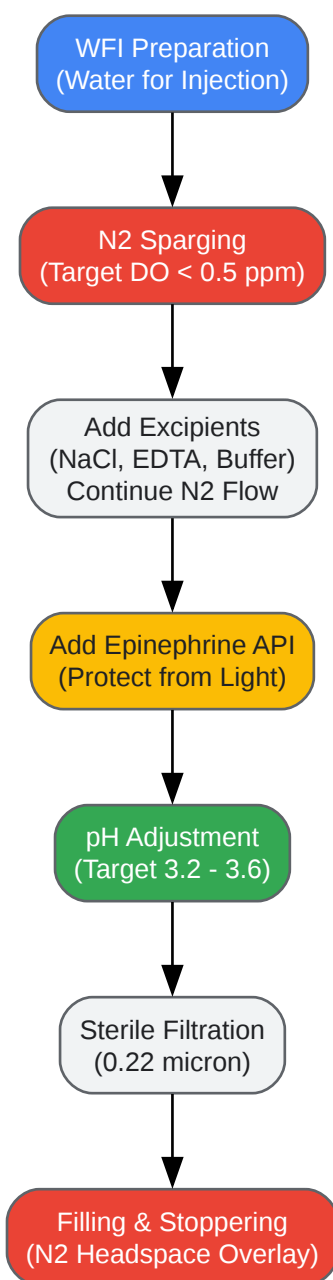 WFI Preparation
(Water for Injection)
N2 Sparging
(Target DO < 0.5 ppm)
Add Excipients
(NaCl, EDTA, Buffer)
Continue N2 Flow
Add Epinephrine API
(Protect from Light)
pH Adjustment
(Target 3.2 - 3.6)
Sterile Filtration
(0.22 micron)
Filling & Stoppering
(N2 Headspace Overlay)